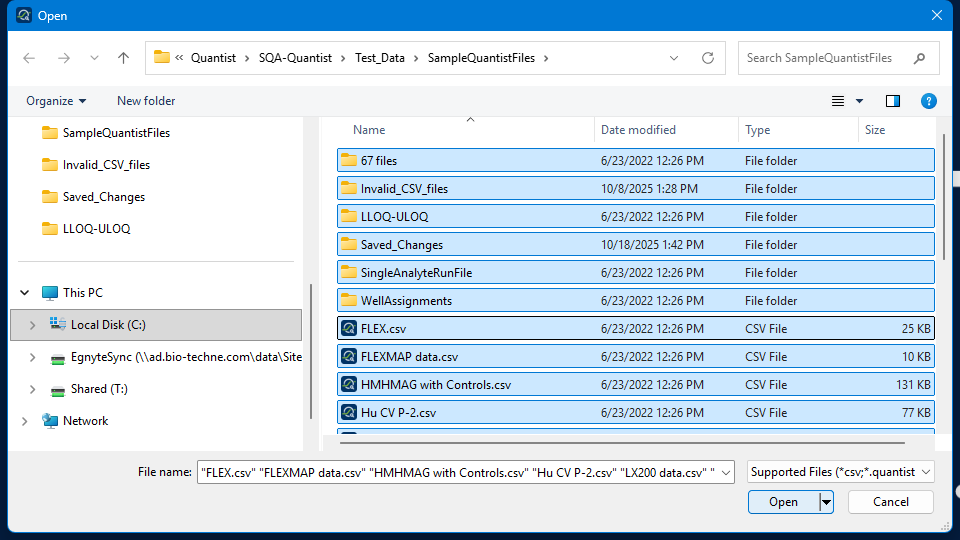 Open
« Quantist > SQA-Quantist > Test_Data > SampleQuantistFiles >
Search SampleQuantistFiles
Organize New folder
SampleQuantistFiles
Invalid_CSV_files
Saved_Changes
LLOQ-ULOQ
This PC
Local Disk (C:)
EgnyteSync (\\ad.bio-techne.com\data\Site
Shared (T:)
Network
Name Date modified Type Size
67 files 6/23/2022 12:26 PM File folder
Invalid_CSV_files 10/8/2025 1:28 PM File folder
LLOQ-ULOQ 6/23/2022 12:26 PM File folder
Saved_Changes 10/18/2025 1:42 PM File folder
SingleAnalyteRunFile 6/23/2022 12:26 PM File folder
WellAssignments 6/23/2022 12:26 PM File folder
FLEX.csv 6/23/2022 12:26 PM CSV File 25 KB
FLEXMAP data.csv 6/23/2022 12:26 PM CSV File 10 KB
HMHMAG with Controls.csv 6/23/2022 12:26 PM CSV File 131 KB
Hu CV P-2.csv 6/23/2022 12:26 PM CSV File 77 KB
File name: "FLEX.csv" "FLEXMAP data.csv" "HMHMAG with Controls.csv" "Hu CV P-2.csv" "LX200 data.csv" "
Supported Files (*csv;*.quantist
Open Cancel